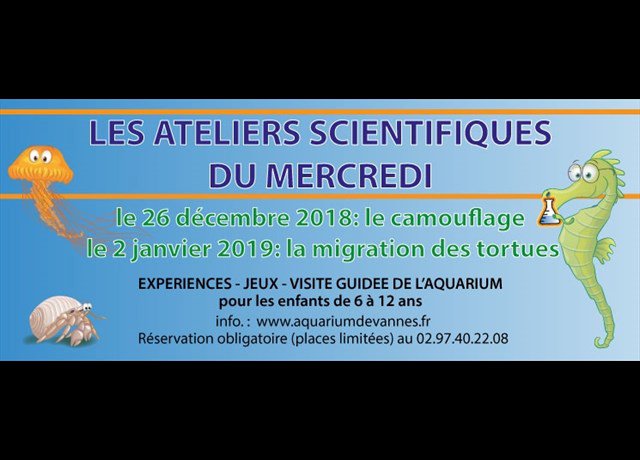 LES ATELIERS SCIENTIFIQUES
DU MERCREDI
le 26 décembre 2018: le camouflage
le 2 janvier 2019: la migration des tortues
EXPERIENCES - JEUX - VISITE GUIDEE DE L'AQUARIUM
pour les enfants de 6 à 12 ans
info. : www.aquariumdevannes.fr
Réservation obligatoire (places limitées) au 02.97.40.22.08